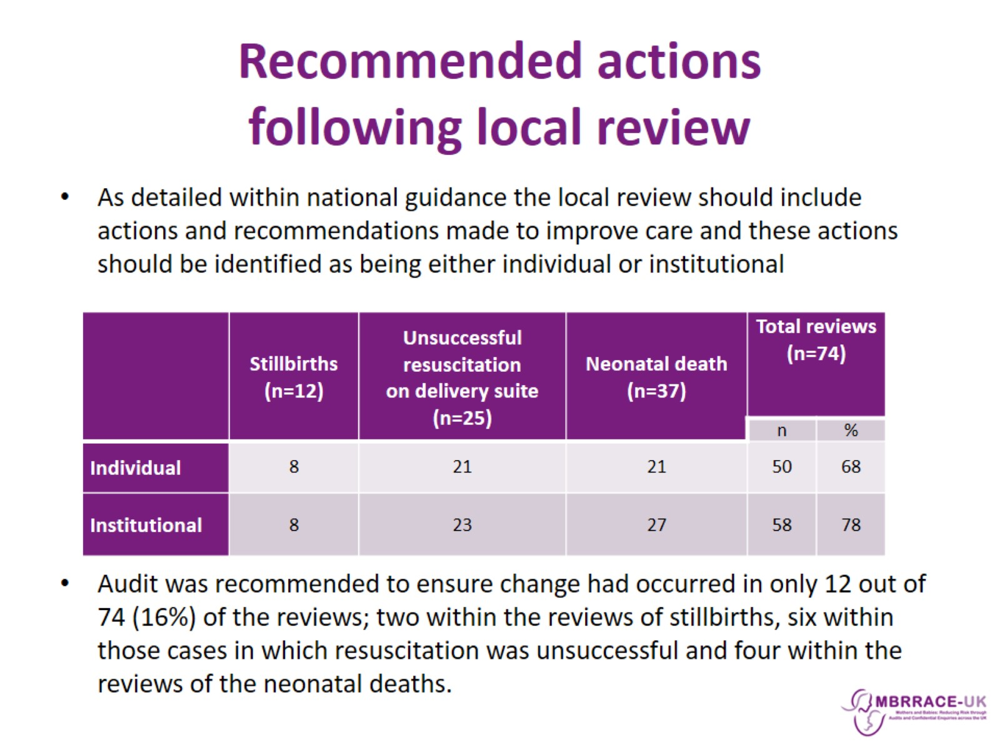 Recommended actions
following local review
• As detailed within national guidance the local review should include
actions and recommendations made to improve care and these actions
should be identified as being either individual or institutional
Stillbirths
(n=12)
Unsuccessful
resuscitation
on delivery suite
(n=25)
Neonatal death
(n=37)
Total reviews
(n=74)
n %
Individual 8 21 21 50 68
Institutional 8 23 27 58 78
• Audit was recommended to ensure change had occurred in only 12 out of
74 (16%) of the reviews; two within the reviews of stillbirths, six within
those cases in which resuscitation was unsuccessful and four within the
reviews of the neonatal deaths.
MBRRACE-UK
Mothers and Babies: Reducing Risk through
Audits and Confidential Enquiries across the UK